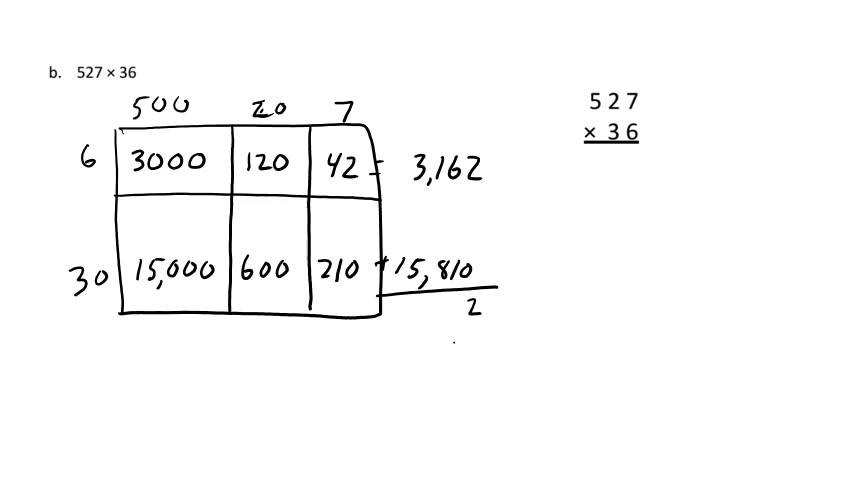 b. 527 × 36
500 20 7
527
× 36
6 3000 120 42 = 3,162
30 15,000 600 210 +15,810
2